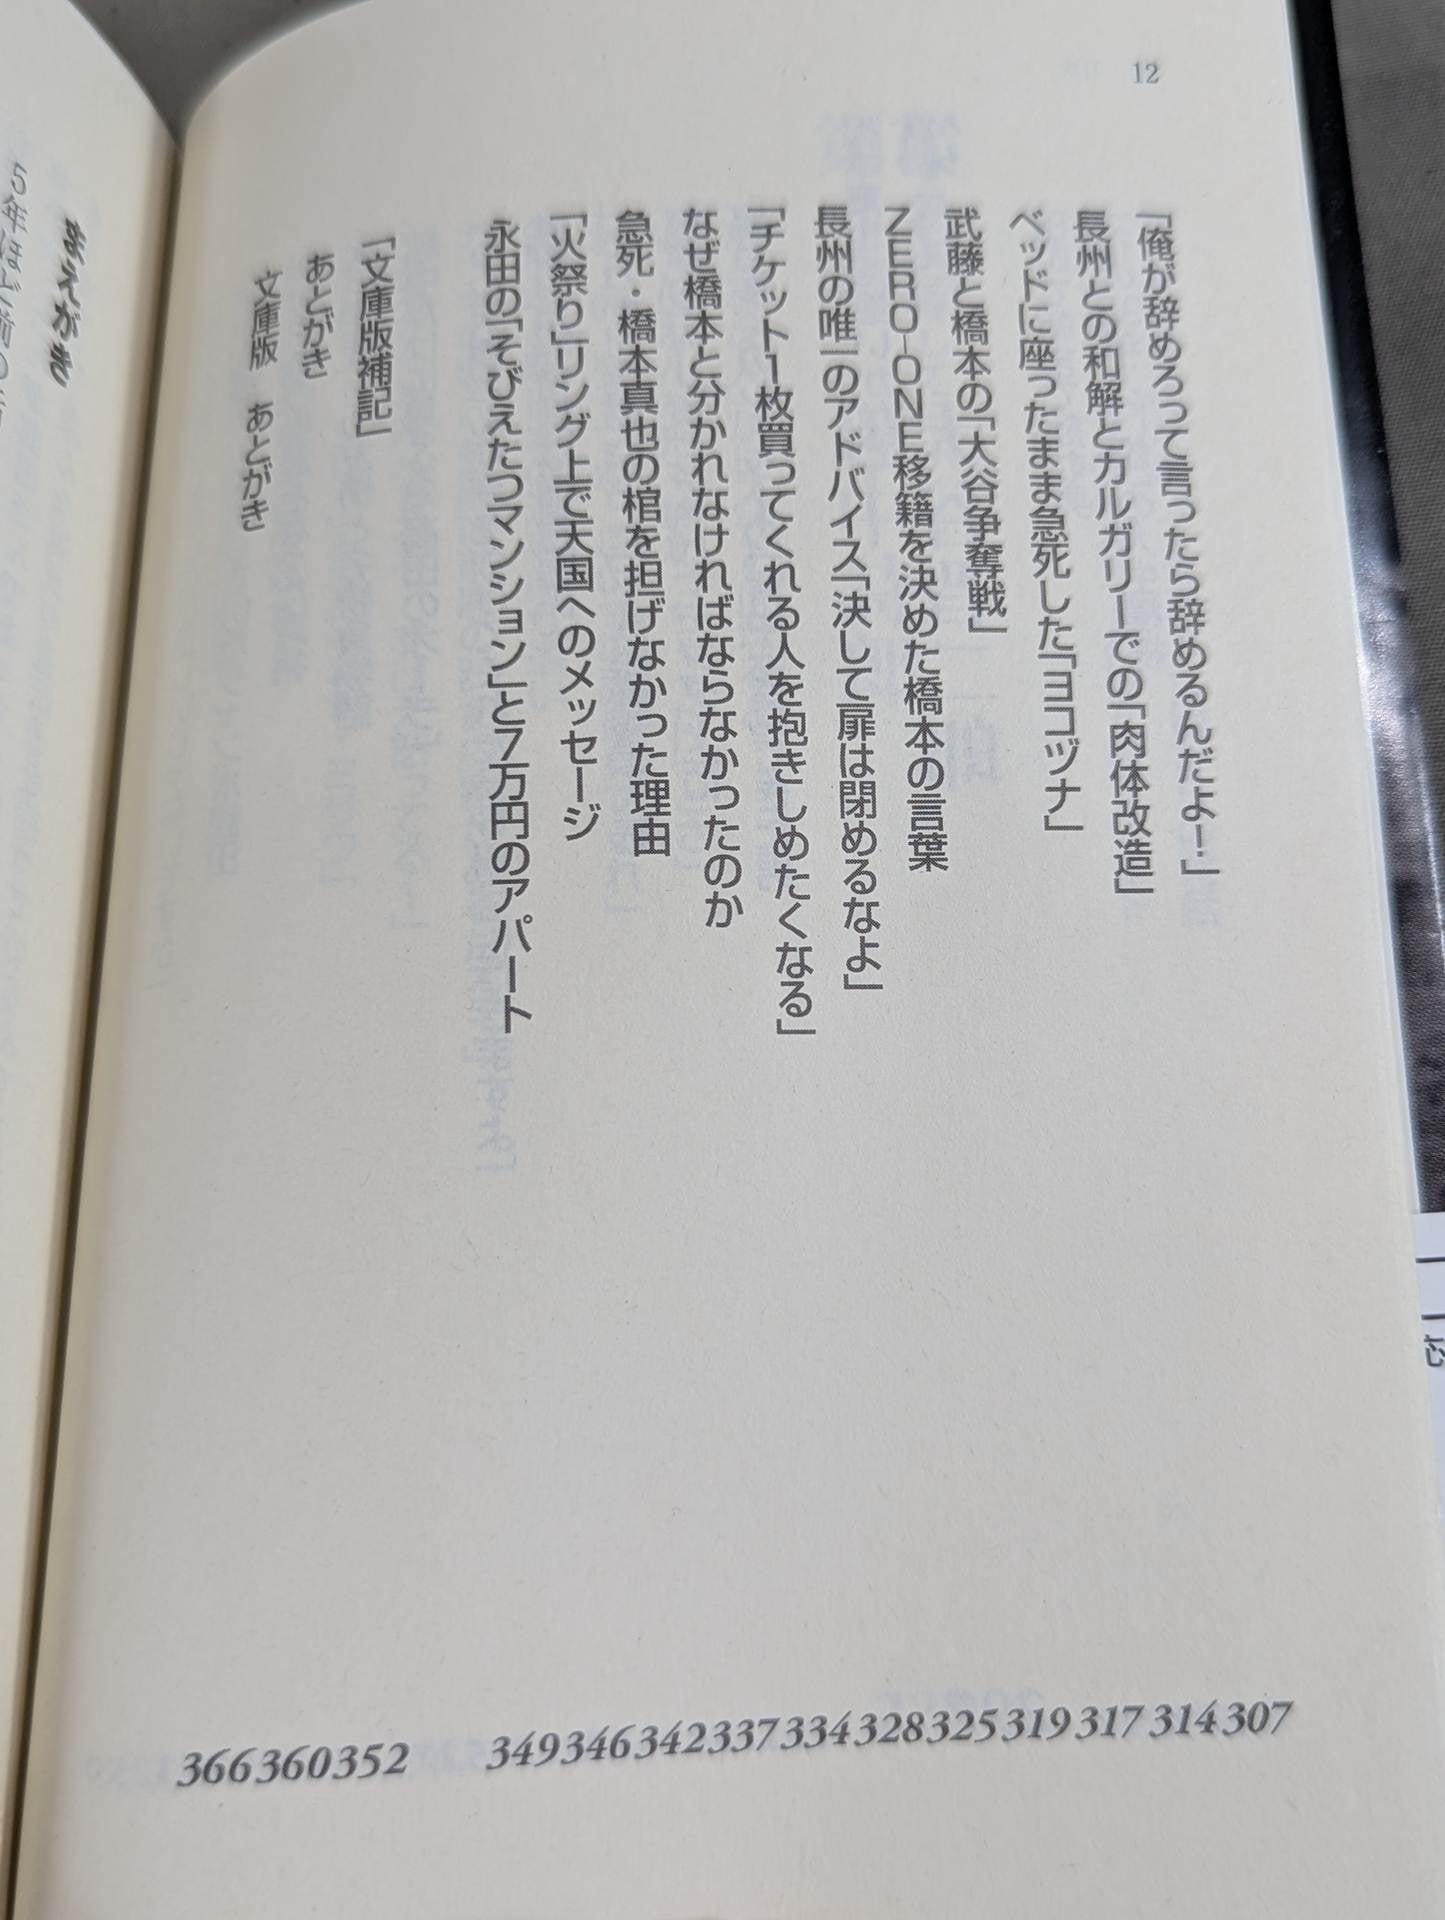 12
「俺が辞めろって言ったら辞めるんだよ!」 307
長州との和解とカルガリーでの「肉体改造」 314
ベッドに座ったまま急死した「ヨコヅナ」 317
武藤と橋本の「大谷争奪戦」 319
ZERO-ONE移籍を決めた橋本の言葉 325
長州の唯一のアドバイス「決して扉は閉めるなよ」 328
「チケット1枚買ってくれる人を抱きしめたくなる」 334
なぜ橋本と分かれなければならなかったのか 337
急死・橋本真也の棺を担げなかった理由 342
「火祭り」リング上で天国へのメッセージ 346
永田の「そびえたつマンション」と7万円のアパート 349
「文庫版補記」 352
あとがき 360
文庫版 あとがき 366
まえがき
5年ほど前の